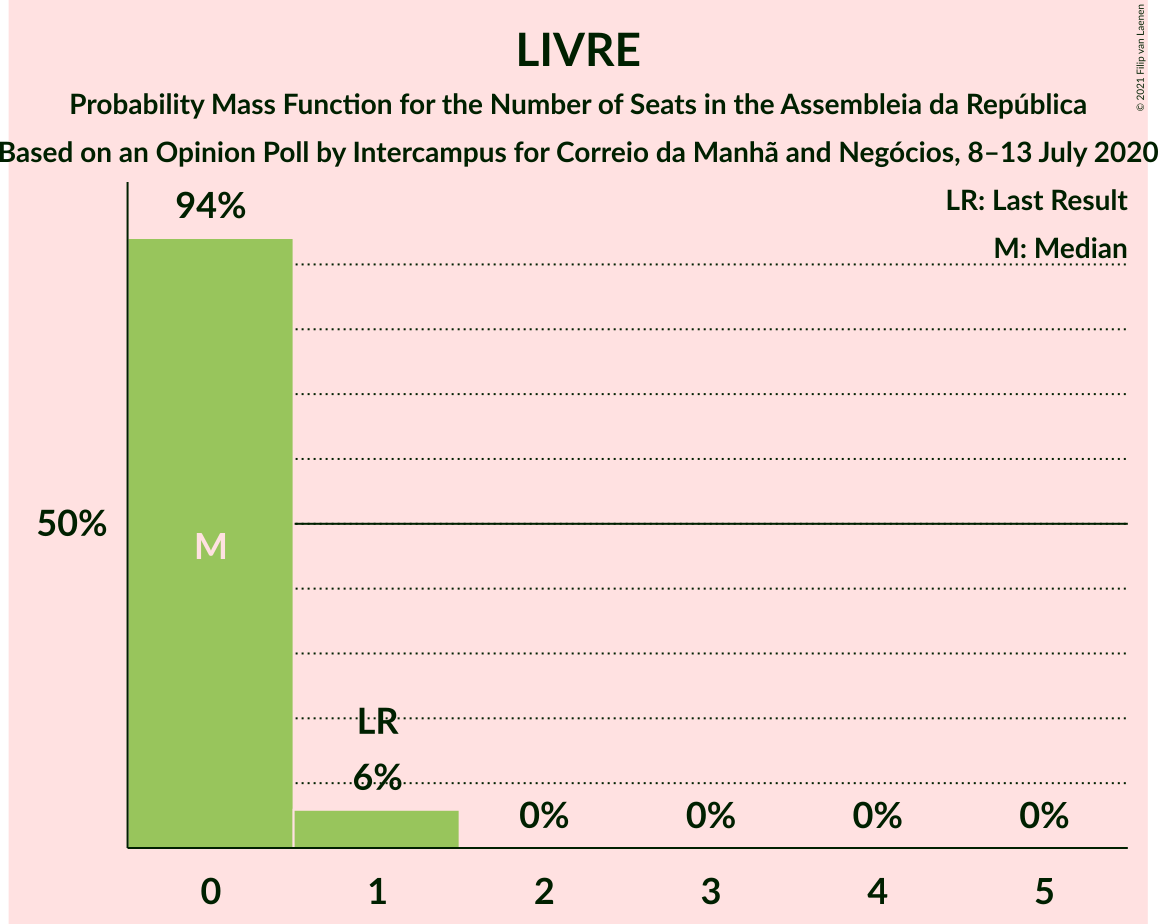 LIVRE
Probability Mass Function for the Number of Seats in the Assembleia da República
Based on an Opinion Poll by Intercampus for Correio da Manhã and Negócios, 8–13 July 2020
© 2021 Filip van Laenen
LR: Last Result
M: Median
94%
50%
M
LR
6%
0%
0%
0%
0%
0
1
2
3
4
5